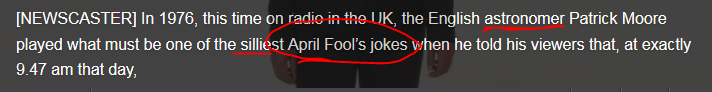 [NEWSCASTER] In 1976, this time on radio in the UK, the English astronomer Patrick Moore
played what must be one of the silliest April Fool's jokes when he told his viewers that, at exactly
9.47 am that day,